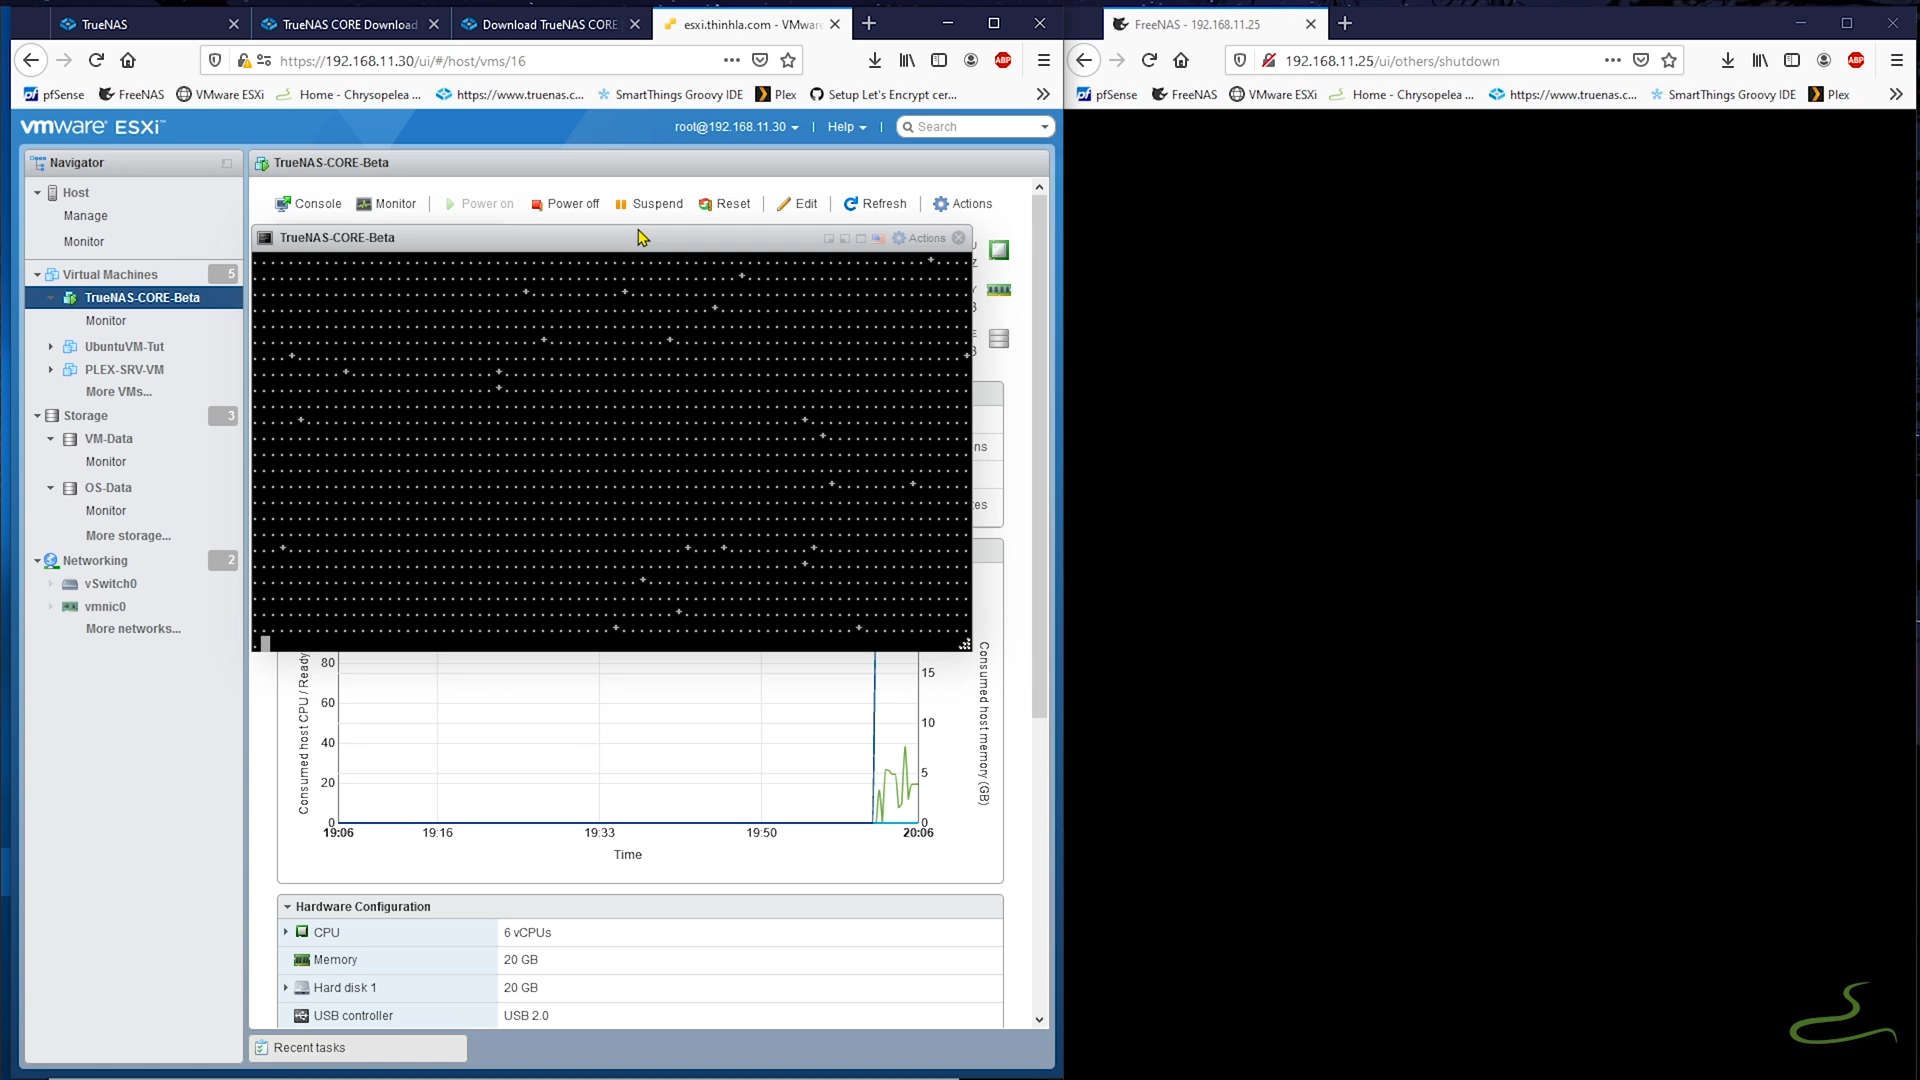 TrueNAS
TrueNAS CORE Download
Download TrueNAS CORE
esxi.thinhla.com - VMware
FreeNAS - 192.168.11.25
https://192.168.11.30/ui/#/host/vms/16
192.168.11.25/ui/others/shutdown
pfSense
FreeNAS
VMware ESXi
Home - Chrysopelea ...
https://www.truenas.c...
SmartThings Groovy IDE
Plex
Setup Let's Encrypt cer...
pfSense
FreeNAS
VMware ESXi
Home - Chrysopelea ...
https://www.truenas.c...
SmartThings Groovy IDE
Plex
vmware ESXi™
root@192.168.11.30
Help
Search
Navigator
TrueNAS-CORE-Beta
Host
Manage
Monitor
Console
Monitor
Power on
Power off
Suspend
Reset
Edit
Refresh
Actions
TrueNAS-CORE-Beta
Actions
Virtual Machines 5
TrueNAS-CORE-Beta
Monitor
UbuntuVM-Tut
PLEX-SRV-VM
More VMs...
Storage 3
VM-Data
Monitor
OS-Data
Monitor
More storage...
Networking 2
vSwitch0
vmnic0
More networks...
ns
es
Consumed host CPU / Ready
80
60
40
20
0
15
10
5
0
Consumed host memory (GB)
19:06
19:16
19:33
19:50
20:06
Time
Hardware Configuration
CPU 6 vCPUs
Memory 20 GB
Hard disk 1 20 GB
USB controller USB 2.0
Recent tasks
ABP
ABP